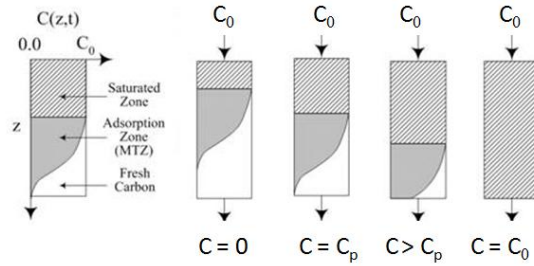 C(z,t)
0.0 C₀
Saturated
Zone
z
Adsorption
Zone
(MTZ)
Fresh
Carbon
C₀ C₀ C₀ C₀
C = 0 C = Cₚ C > Cₚ C = C₀